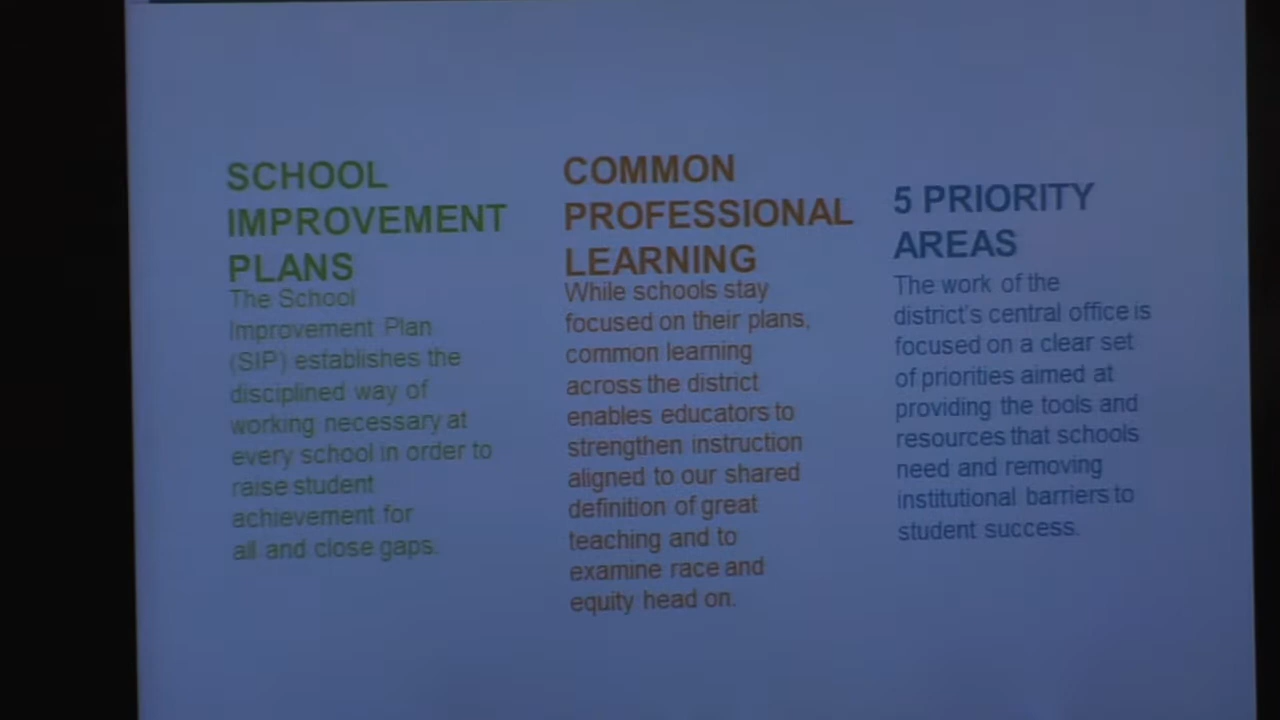 SCHOOL
IMPROVEMENT
PLANS
The School
Improvement Plan
(SIP) establishes the
disciplined way of
working necessary at
every school in order to
raise student
achievement for
all and close gaps.
COMMON
PROFESSIONAL
LEARNING
While schools stay
focused on their plans,
common learning
across the district
enables educators to
strengthen instruction
aligned to our shared
definition of great
teaching and to
examine race and
equity head on.
5 PRIORITY
AREAS
The work of the
district's central office is
focused on a clear set
of priorities aimed at
providing the tools and
resources that schools
need and removing
institutional barriers to
student success.